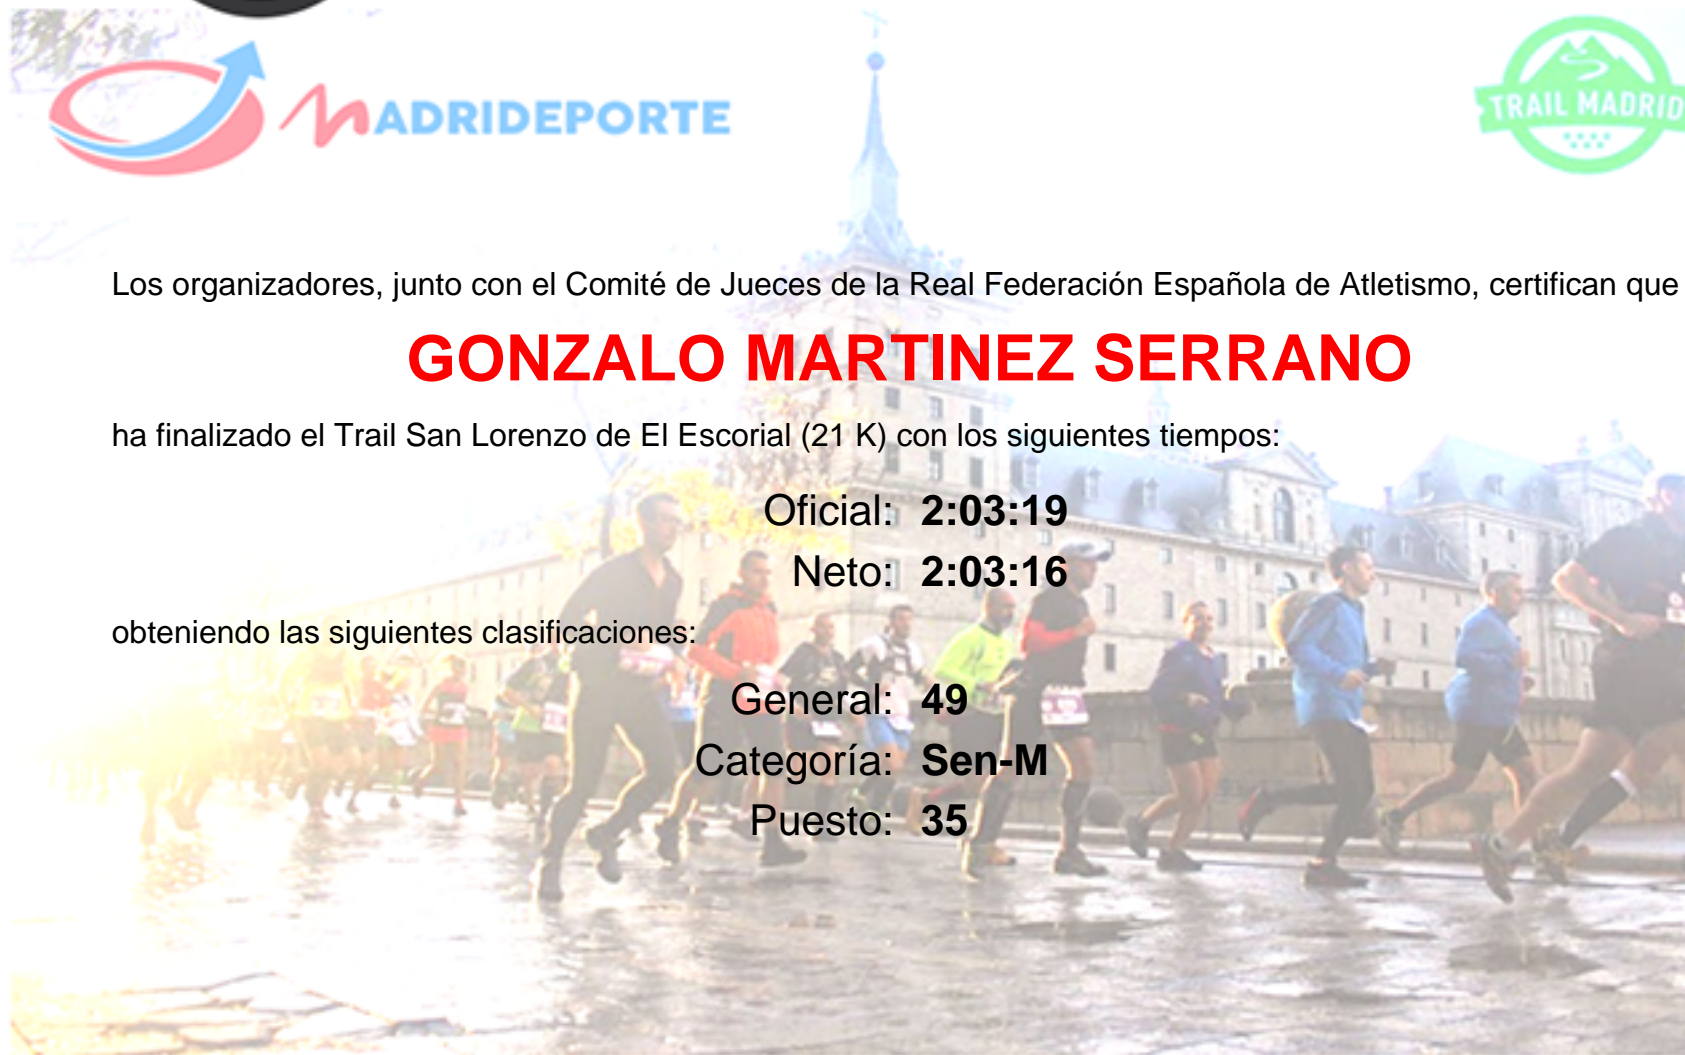 MADRIDEPORTE
TRAIL MADRID
Los organizadores, junto con el Comité de Jueces de la Real Federación Española de Atletismo, certifican que
GONZALO MARTINEZ SERRANO
ha finalizado el Trail San Lorenzo de El Escorial (21 K) con los siguientes tiempos:
Oficial: 2:03:19
Neto: 2:03:16
obteniendo las siguientes clasificaciones:
General: 49
Categoría: Sen-M
Puesto: 35